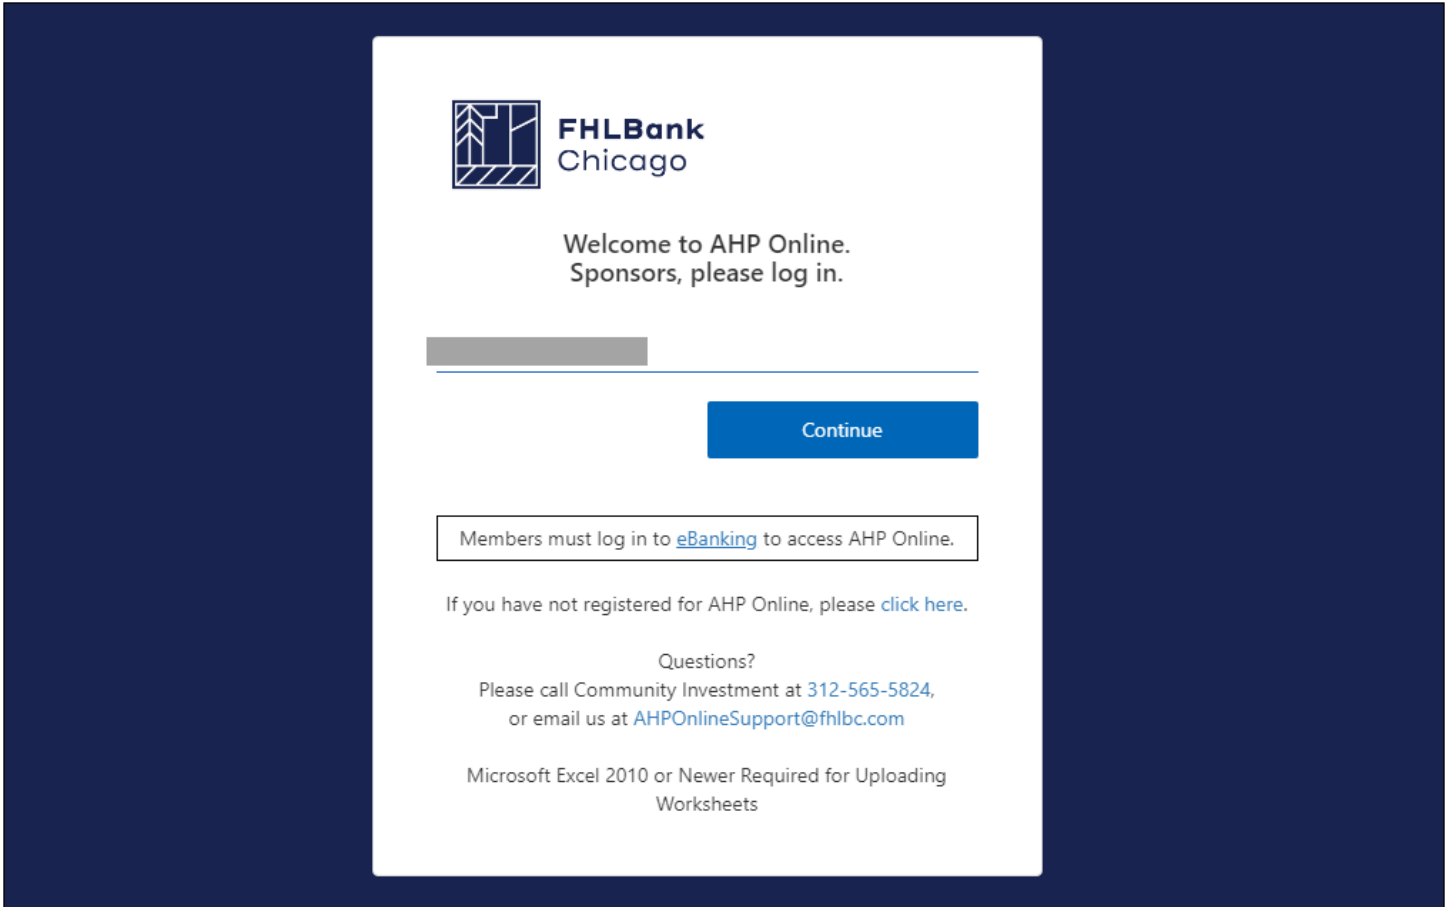 FHLBank
Chicago
Welcome to AHP Online.
Sponsors, please log in.
Continue
Members must log in to eBanking to access AHP Online.
If you have not registered for AHP Online, please click here.
Questions?
Please call Community Investment at 312-565-5824,
or email us at AHPOnlineSupport@fhlbc.com
Microsoft Excel 2010 or Newer Required for Uploading
Worksheets